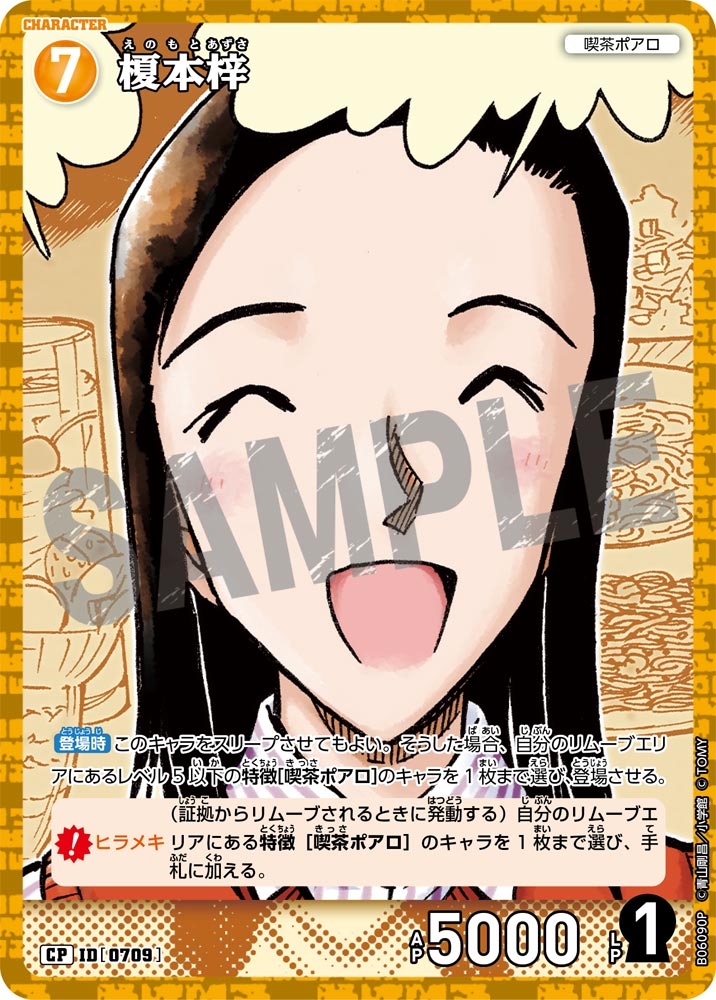 CHARACTER
7
えのもとあずさ
榎本梓
喫茶ポアロ
SAMPLE
とうじょうじ
登場時 このキャラをスリープさせてもよい。そうした場合、自分のリムーブエリ
アにあるレベル5以下の特徴[喫茶ポアロ]のキャラを1枚まで選び、登場させる。
ヒラメキ (証拠からリムーブされるときに発動する)自分のリムーブエ
リアにある特徴[喫茶ポアロ]のキャラを1枚まで選び、手
札に加える。
CP ID[0709]
AP 5000
LP 1
B06090P ©青山剛昌/小学館 ©TOMY